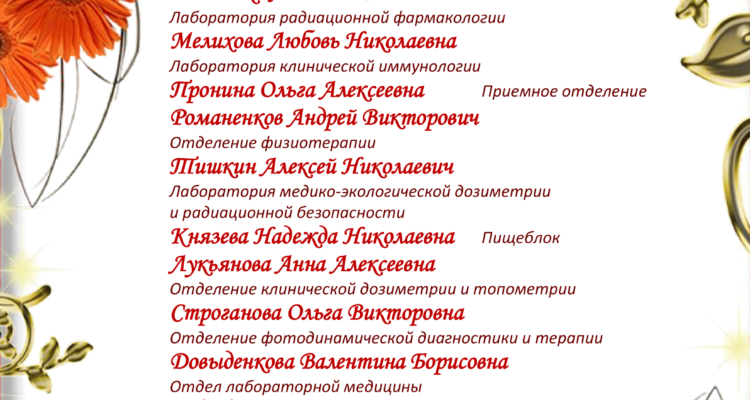 Лаборатория радиационной фармакологии
Мелихова Любовь Николаевна
Лаборатория клинической иммунологии
Пронина Ольга Алексеевна Приемное отделение
Романенков Андрей Викторович
Отделение физиотерапии
Тишкин Алексей Николаевич
Лаборатория медико-экологической дозиметрии
и радиационной безопасности
Князева Надежда Николаевна Пищеблок
Лукьянова Анна Алексеевна
Отделение клинической дозиметрии и топометрии
Строганова Ольга Викторовна
Отделение фотодинамической диагностики и терапии
Довыденкова Валентина Борисовна
Отдел лабораторной медицины